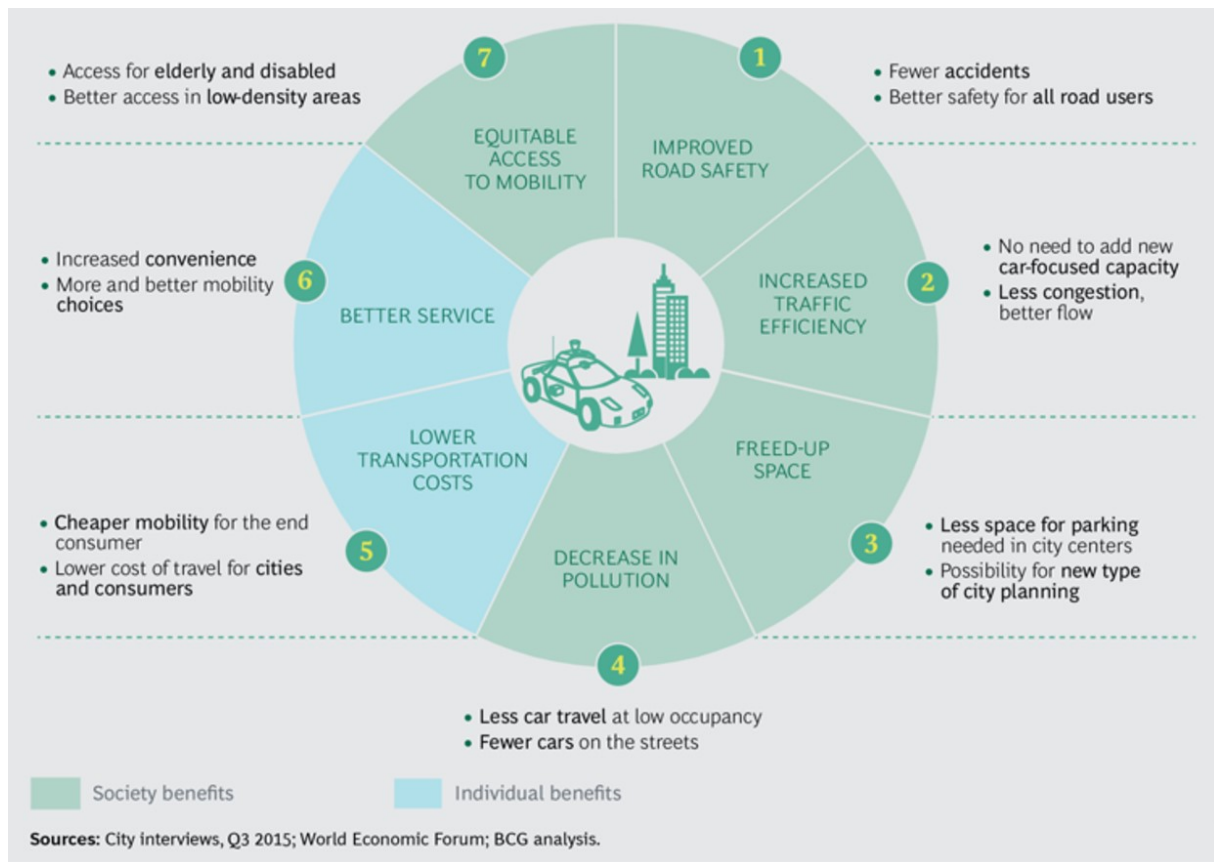 1
IMPROVED
ROAD SAFETY
• Fewer accidents
• Better safety for all road users
2
INCREASED
TRAFFIC
EFFICIENCY
• No need to add new
car-focused capacity
• Less congestion,
better flow
3
FREED-UP
SPACE
• Less space for parking
needed in city centers
• Possibility for new type
of city planning
4
DECREASE IN
POLLUTION
• Less car travel at low occupancy
• Fewer cars on the streets
5
LOWER
TRANSPORTATION
COSTS
• Cheaper mobility for the end
consumer
• Lower cost of travel for cities
and consumers
6
BETTER SERVICE
• Increased convenience
• More and better mobility
choices
7
EQUITABLE
ACCESS
TO MOBILITY
• Access for elderly and disabled
• Better access in low-density areas
Society benefits
Individual benefits
Sources: City interviews, Q3 2015; World Economic Forum; BCG analysis.